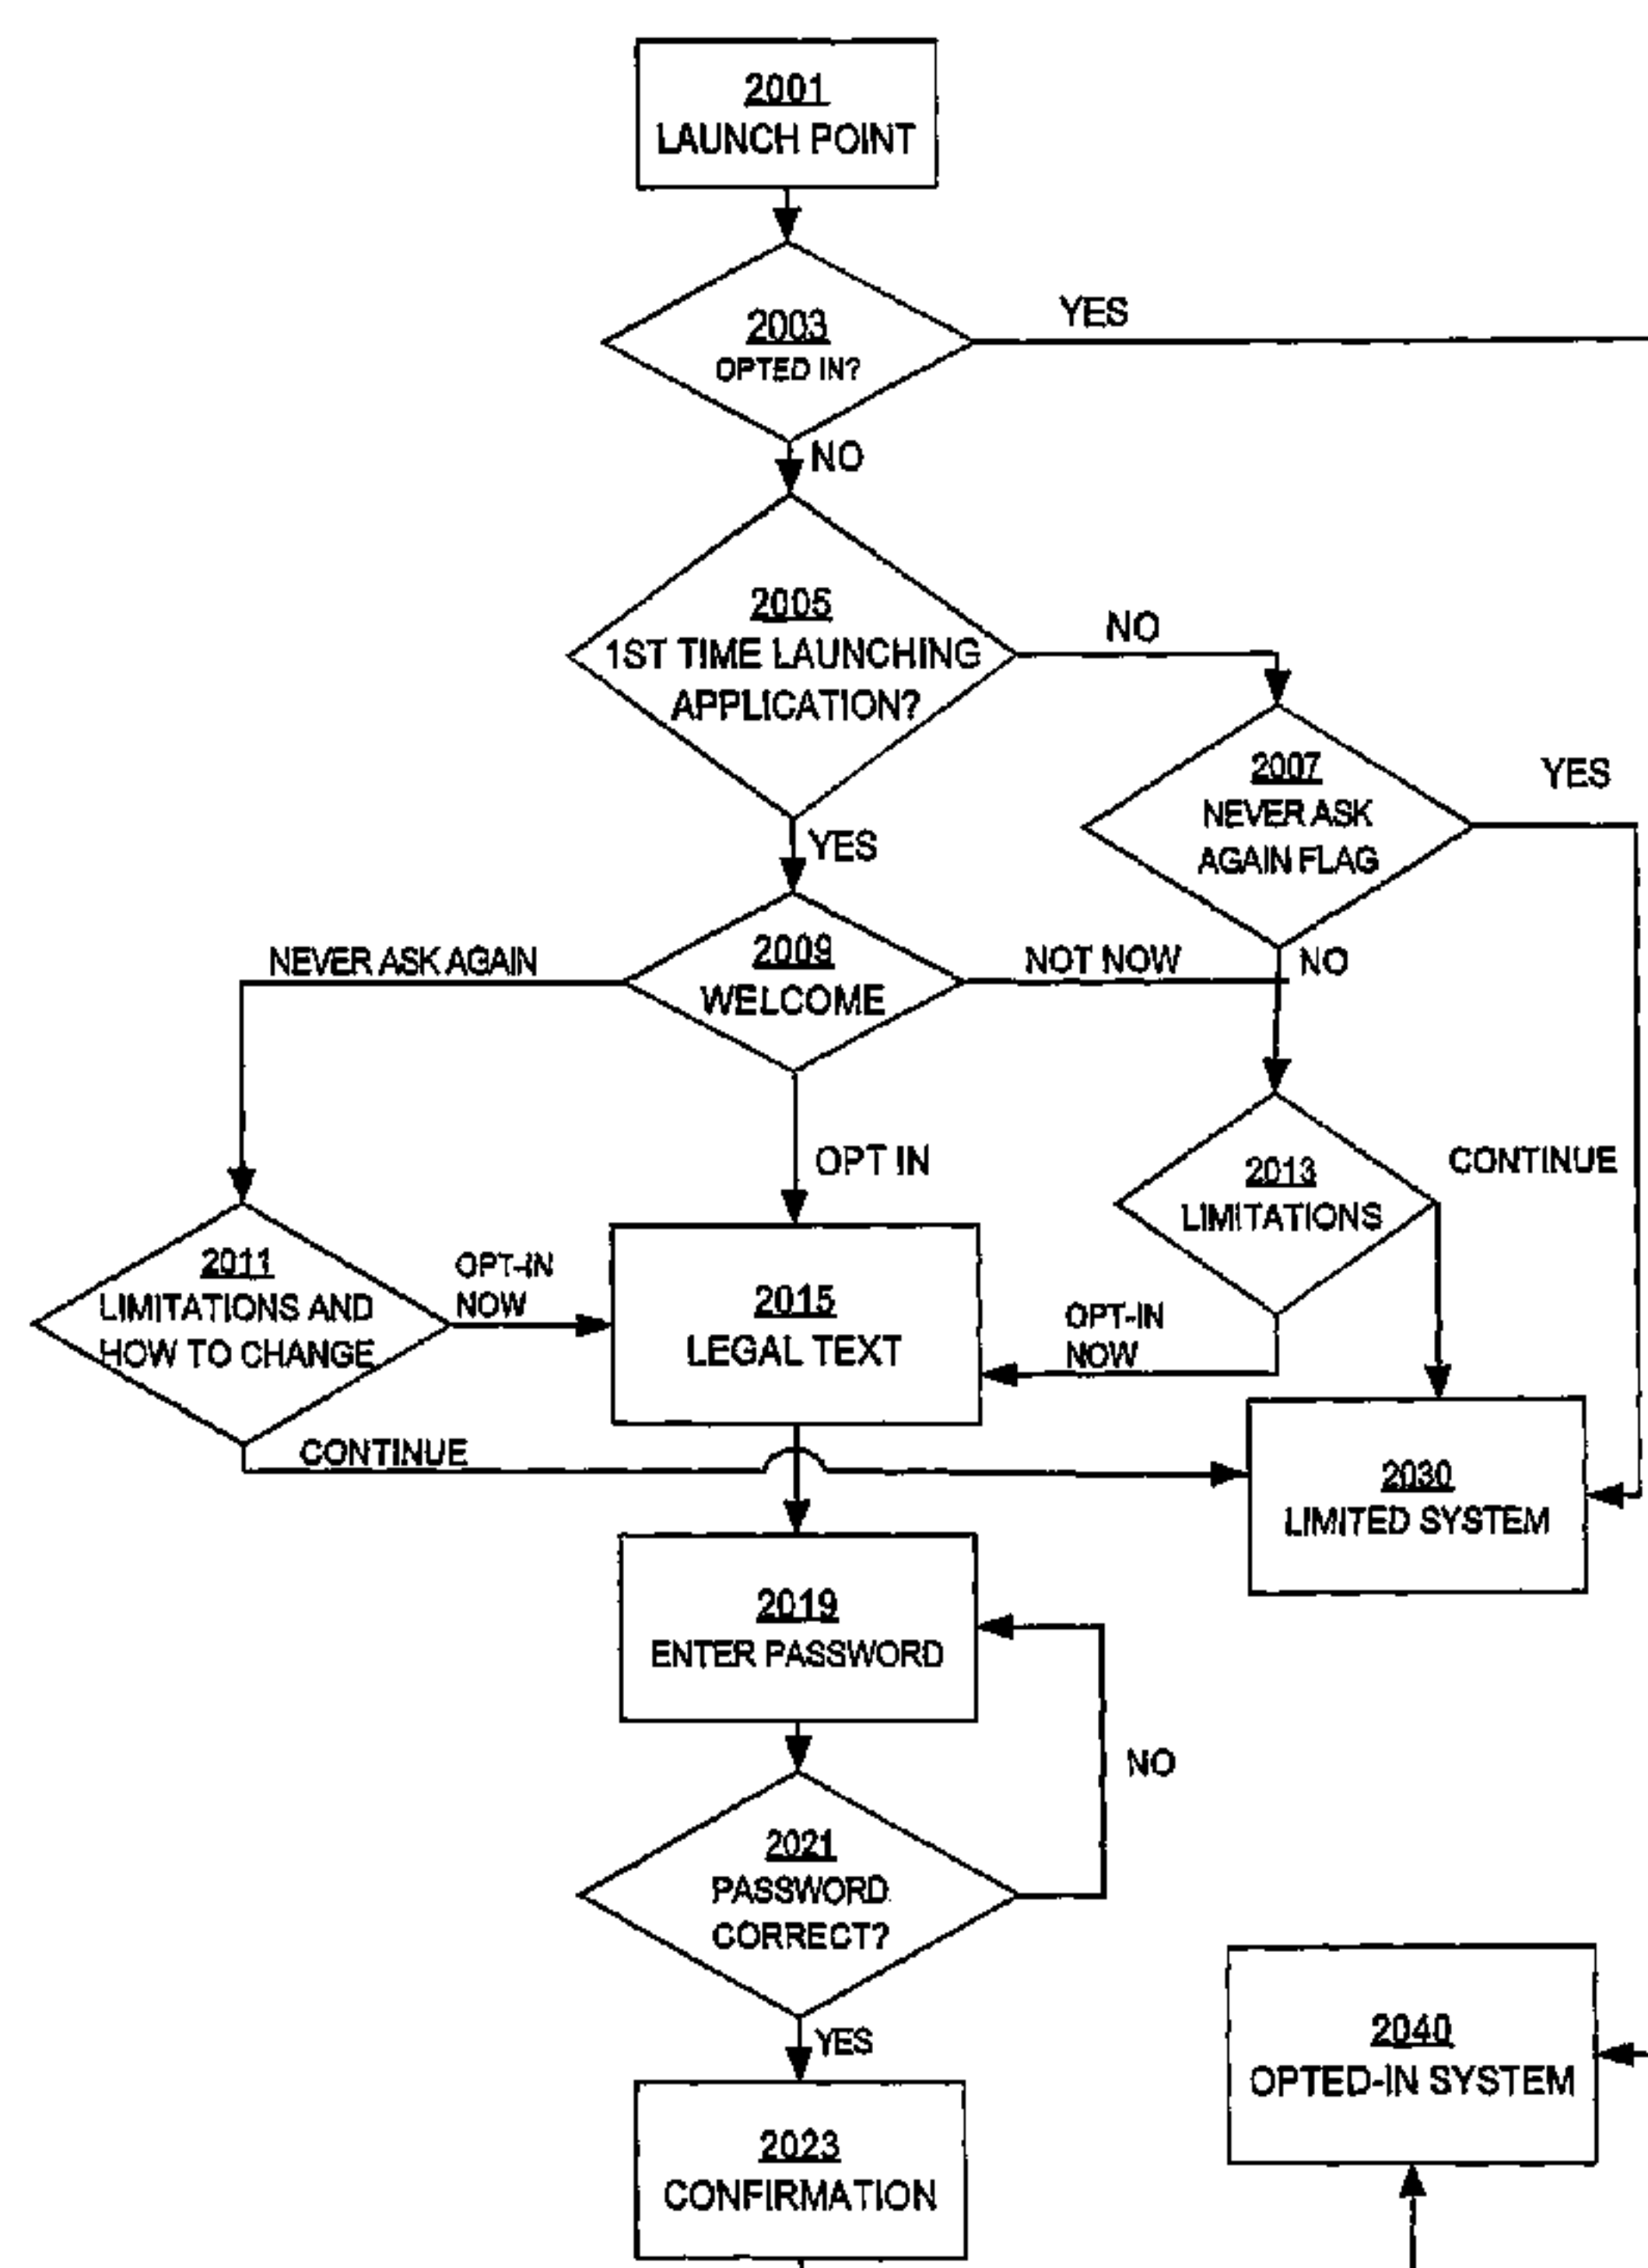 2001
LAUNCH POINT
2003
OPTED IN?
YES
NO
2005
1ST TIME LAUNCHING
APPLICATION?
NO
2007
NEVER ASK
AGAIN FLAG
YES
YES
NEVER ASK AGAIN
2009
WELCOME
NOT NOW
NO
OPT IN
2013
LIMITATIONS
CONTINUE
2011
LIMITATIONS AND
HOW TO CHANGE
OPT-IN
NOW
2015
LEGAL TEXT
OPT-IN
NOW
CONTINUE
2030
LIMITED SYSTEM
2019
ENTER PASSWORD
NO
2021
PASSWORD
CORRECT?
YES
2040
OPTED-IN SYSTEM
2023
CONFIRMATION